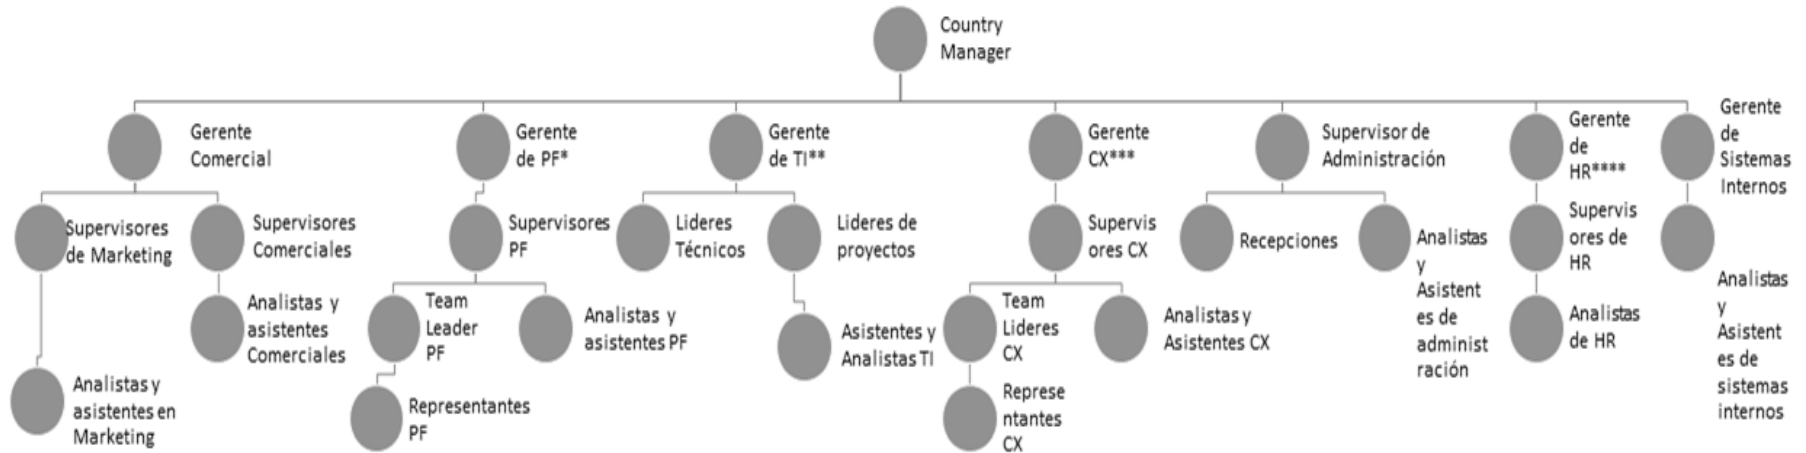 Country
Manager
Gerente
Comercial
Gerente
de PF*
Gerente
de TI**
Gerente
CX***
Supervisor de
Administración
Gerente
de
HR****
Gerente
de
Sistemas
Internos
Supervisores
de Marketing
Supervisores
Comerciales
Supervisores
PF
Lideres
Técnicos
Lideres de
proyectos
Supervis
ores CX
Recepciones
Analistas
y
Asistent
es de
administ
ración
Supervis
ores de
HR
Analistas
y
Asistent
es de
sistemas
internos
Analistas y
asistentes en
Marketing
Analistas y
asistentes
Comerciales
Team
Leader
PF
Analistas y
asistentes PF
Asistentes y
Analistas TI
Team
Lideres
CX
Analistas y
Asistentes CX
Analistas
de HR
Representantes
PF
Represe
ntantes
CX